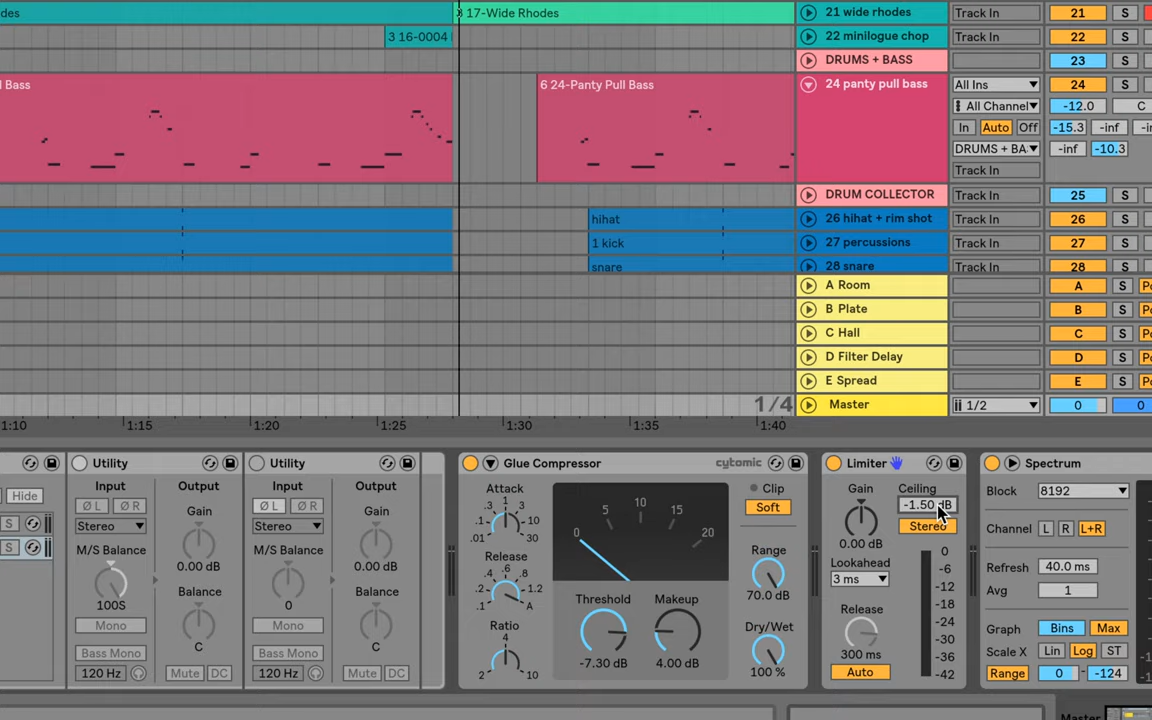 des
3 17-Wide Rhodes
21 wide rhodes
Track In
21
S
3 16-0004
22 minilogue chop
Track In
22
S
DRUMS + BASS
23
S
l Bass
6 24-Panty Pull Bass
24 panty pull bass
All Ins
24
S
All Channel
-12.0
C
In
Auto
Off
-15.3
-inf
-in
DRUMS + BA
-inf
-10.3
Track In
DRUM COLLECTOR
Track In
25
S
hihat
26 hihat + rim shot
Track In
26
S
1 kick
27 percussions
Track In
27
S
snare
28 snare
Track In
28
S
A Room
A
S
Po
B Plate
B
S
Po
C Hall
C
S
Po
D Filter Delay
D
S
Po
E Spread
E
S
Po
1/4
Master
1/2
0
0
1:10
1:15
1:20
1:25
1:30
1:35
1:40
Hide
S
S
Utility
Input
Output
Ø L
Ø R
Gain
Stereo
0.00 dB
M/S Balance
Balance
100S
C
Mono
Bass Mono
120 Hz
Mute
DC
Utility
Input
Output
Ø L
Ø R
Gain
Stereo
0.00 dB
M/S Balance
Balance
0
C
Mono
Bass Mono
120 Hz
Mute
DC
Glue Compressor
cytomic
Attack
.01 .1 .3 1 3 10 30
Release
.1 .2 .4 .6 .8 1.2 A
Ratio
2 4 10
0 5 10 15 20
Threshold
-7.30 dB
Makeup
4.00 dB
Clip
Soft
Range
70.0 dB
Dry/Wet
100 %
Limiter
Gain
0.00 dB
Ceiling
-1.50 dB
Stereo
Lookahead
3 ms
Release
300 ms
Auto
0
-6
-12
-18
-24
-30
-36
-42
Spectrum
Block
8192
Channel
L
R
L+R
Refresh
40.0 ms
Avg
1
Graph
Bins
Max
Scale X
Lin
Log
ST
Range
0
-124
Master